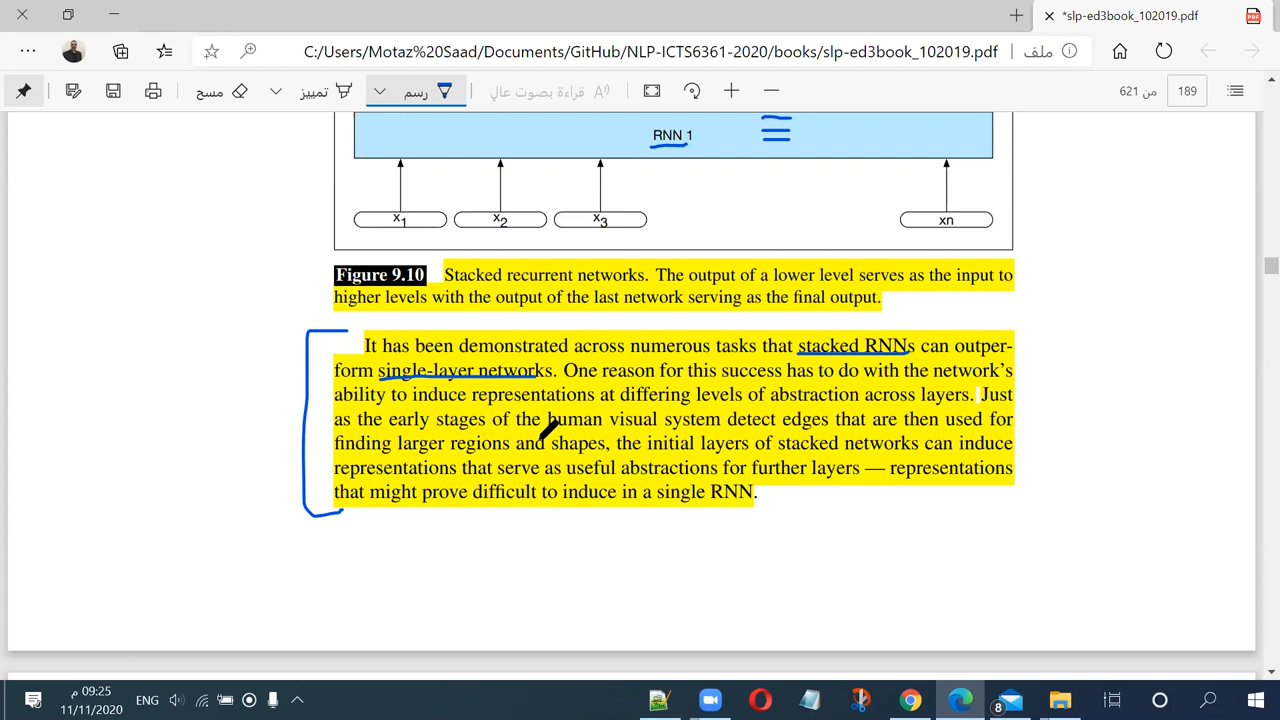 *slp-ed3book_102019.pdf
C:/Users/Motaz%20Saad/Documents/GitHub/NLP-ICTS6361-2020/books/slp-ed3book_102019.pdf | ملف
مسح تمييز رسم قراءة بصوت عالٍ 189 من 621
RNN 1
x1 x2 x3 xn
Figure 9.10 Stacked recurrent networks. The output of a lower level serves as the input to
higher levels with the output of the last network serving as the final output.
It has been demonstrated across numerous tasks that stacked RNNs can outper-
form single-layer networks. One reason for this success has to do with the network’s
ability to induce representations at differing levels of abstraction across layers. Just
as the early stages of the human visual system detect edges that are then used for
finding larger regions and shapes, the initial layers of stacked networks can induce
representations that serve as useful abstractions for further layers — representations
that might prove difficult to induce in a single RNN.
09:25 م
ENG
11/11/2020
8